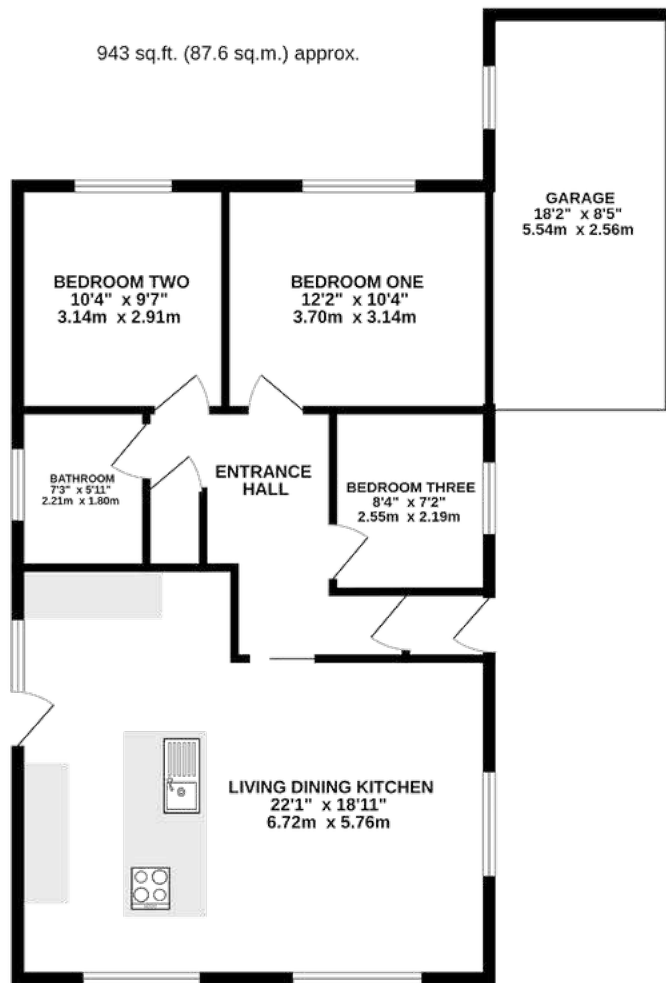 943 sq.ft. (87.6 sq.m.) approx.
GARAGE
18'2" x 8'5"
5.54m x 2.56m
BEDROOM TWO
10'4" x 9'7"
3.14m x 2.91m
BEDROOM ONE
12'2" x 10'4"
3.70m x 3.14m
BATHROOM
7'3" x 5'11"
2.21m x 1.80m
ENTRANCE
HALL
BEDROOM THREE
8'4" x 7'2"
2.55m x 2.19m
LIVING DINING KITCHEN
22'1" x 18'11"
6.72m x 5.76m